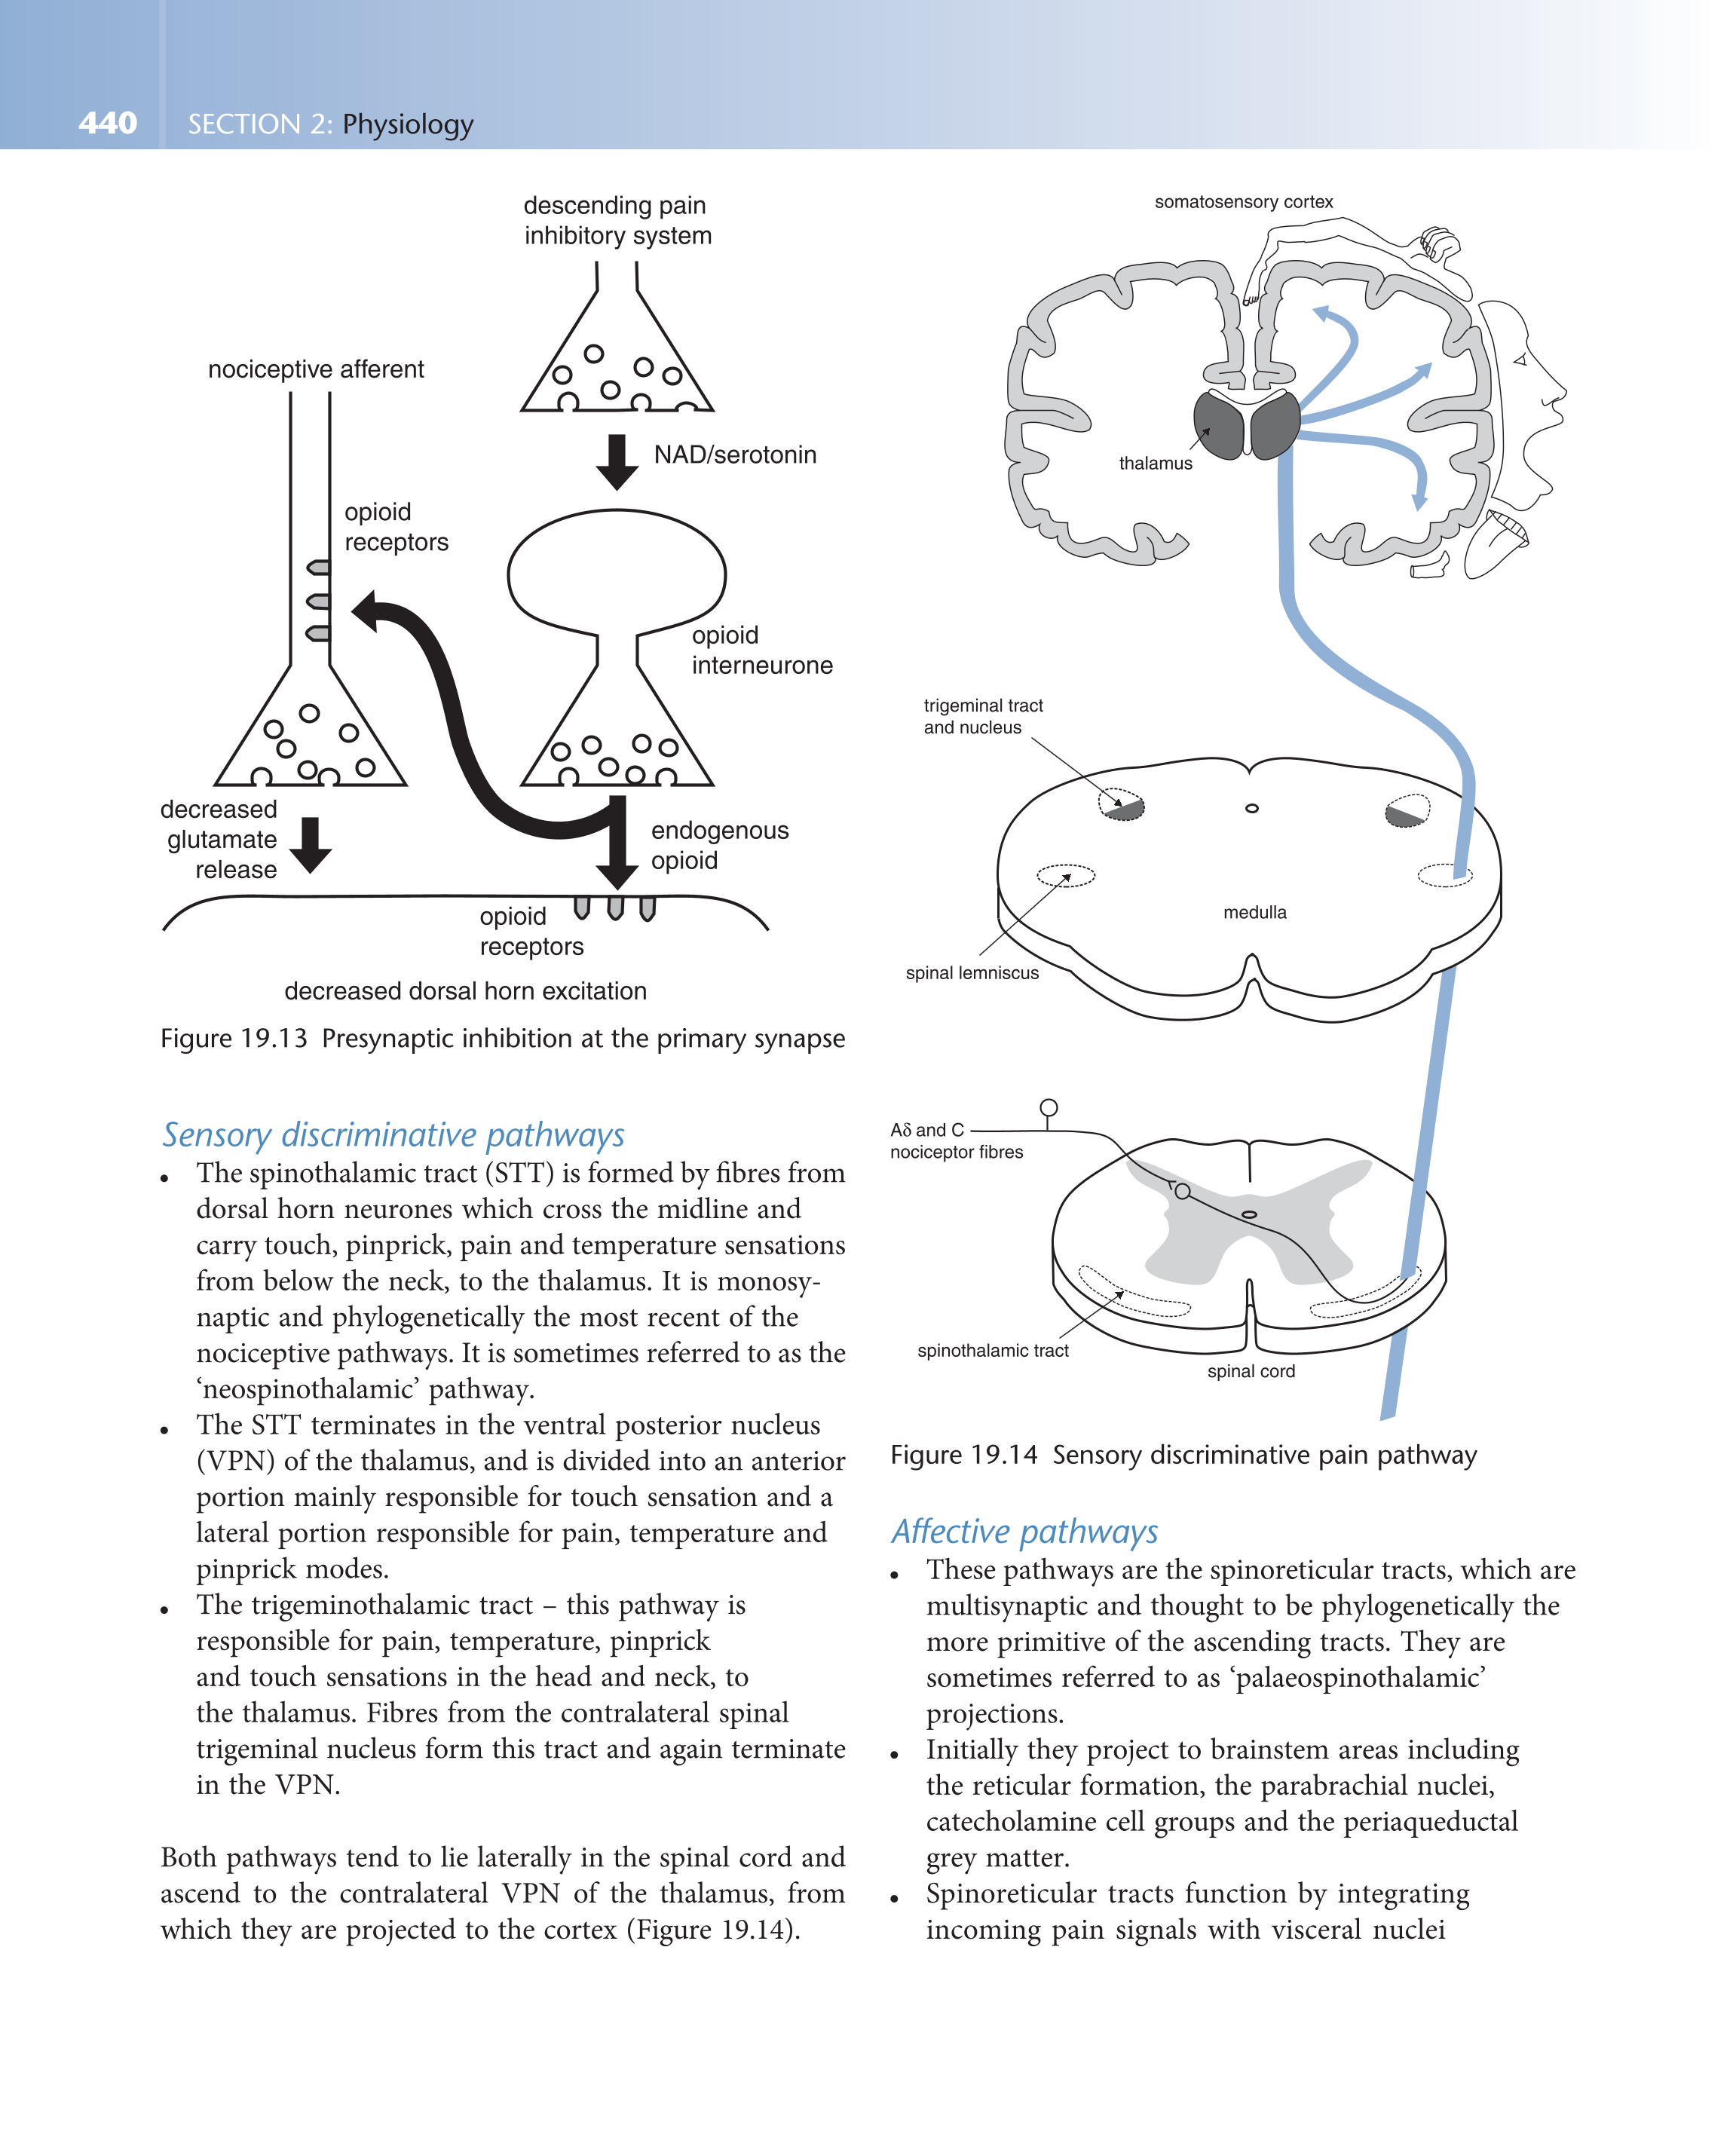 440 SECTION 2: Physiology
descending pain
inhibitory system
nociceptive afferent
NAD/serotonin
opioid
receptors
opioid
interneurone
decreased
glutamate
release
endogenous
opioid
opioid
receptors
decreased dorsal horn excitation
Figure 19.13 Presynaptic inhibition at the primary synapse
Sensory discriminative pathways
• The spinothalamic tract (STT) is formed by fibres from
dorsal horn neurones which cross the midline and
carry touch, pinprick, pain and temperature sensations
from below the neck, to the thalamus. It is monosy-
naptic and phylogenetically the most recent of the
nociceptive pathways. It is sometimes referred to as the
‘neospinothalamic’ pathway.
• The STT terminates in the ventral posterior nucleus
(VPN) of the thalamus, and is divided into an anterior
portion mainly responsible for touch sensation and a
lateral portion responsible for pain, temperature and
pinprick modes.
• The trigeminothalamic tract – this pathway is
responsible for pain, temperature, pinprick
and touch sensations in the head and neck, to
the thalamus. Fibres from the contralateral spinal
trigeminal nucleus form this tract and again terminate
in the VPN.
Both pathways tend to lie laterally in the spinal cord and
ascend to the contralateral VPN of the thalamus, from
which they are projected to the cortex (Figure 19.14).
somatosensory cortex
thalamus
trigeminal tract
and nucleus
medulla
spinal lemniscus
Aδ and C
nociceptor fibres
spinothalamic tract
spinal cord
Figure 19.14 Sensory discriminative pain pathway
Affective pathways
• These pathways are the spinoreticular tracts, which are
multisynaptic and thought to be phylogenetically the
more primitive of the ascending tracts. They are
sometimes referred to as ‘palaeospinothalamic’
projections.
• Initially they project to brainstem areas including
the reticular formation, the parabrachial nuclei,
catecholamine cell groups and the periaqueductal
grey matter.
• Spinoreticular tracts function by integrating
incoming pain signals with visceral nuclei